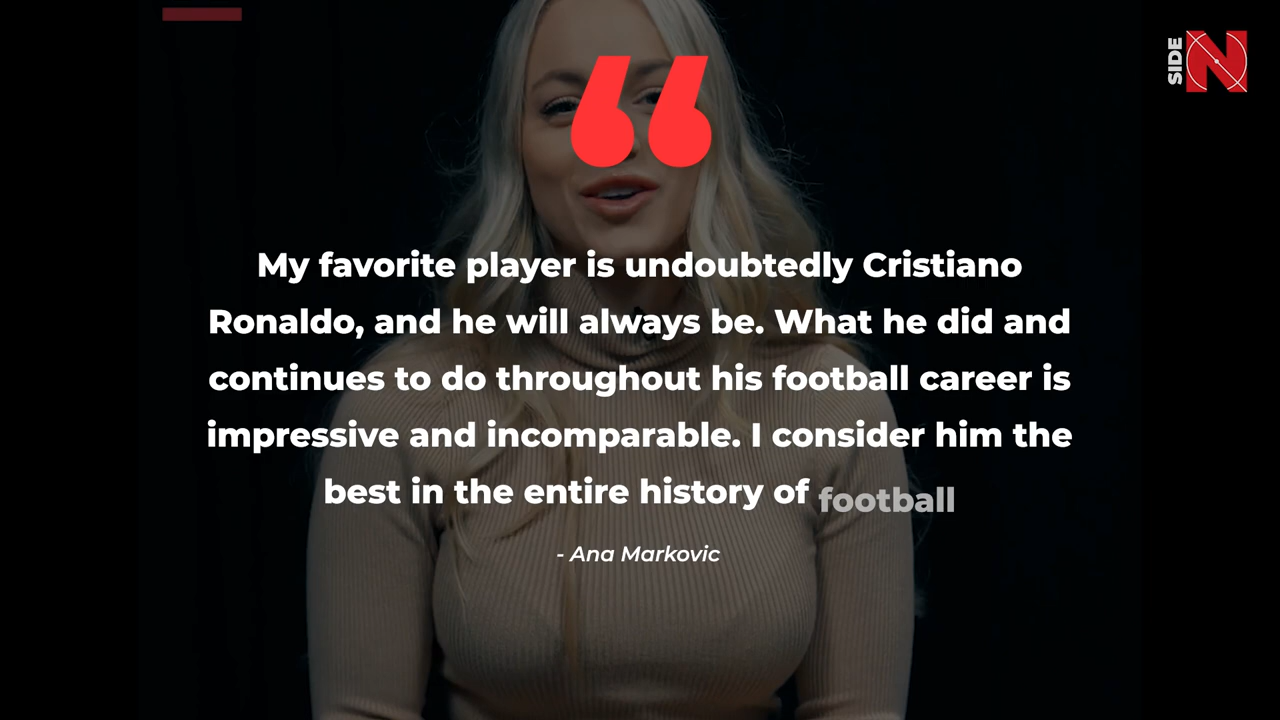 SIDE
N
My favorite player is undoubtedly Cristiano
Ronaldo, and he will always be. What he did and
continues to do throughout his football career is
impressive and incomparable. I consider him the
best in the entire history of football
- Ana Markovic